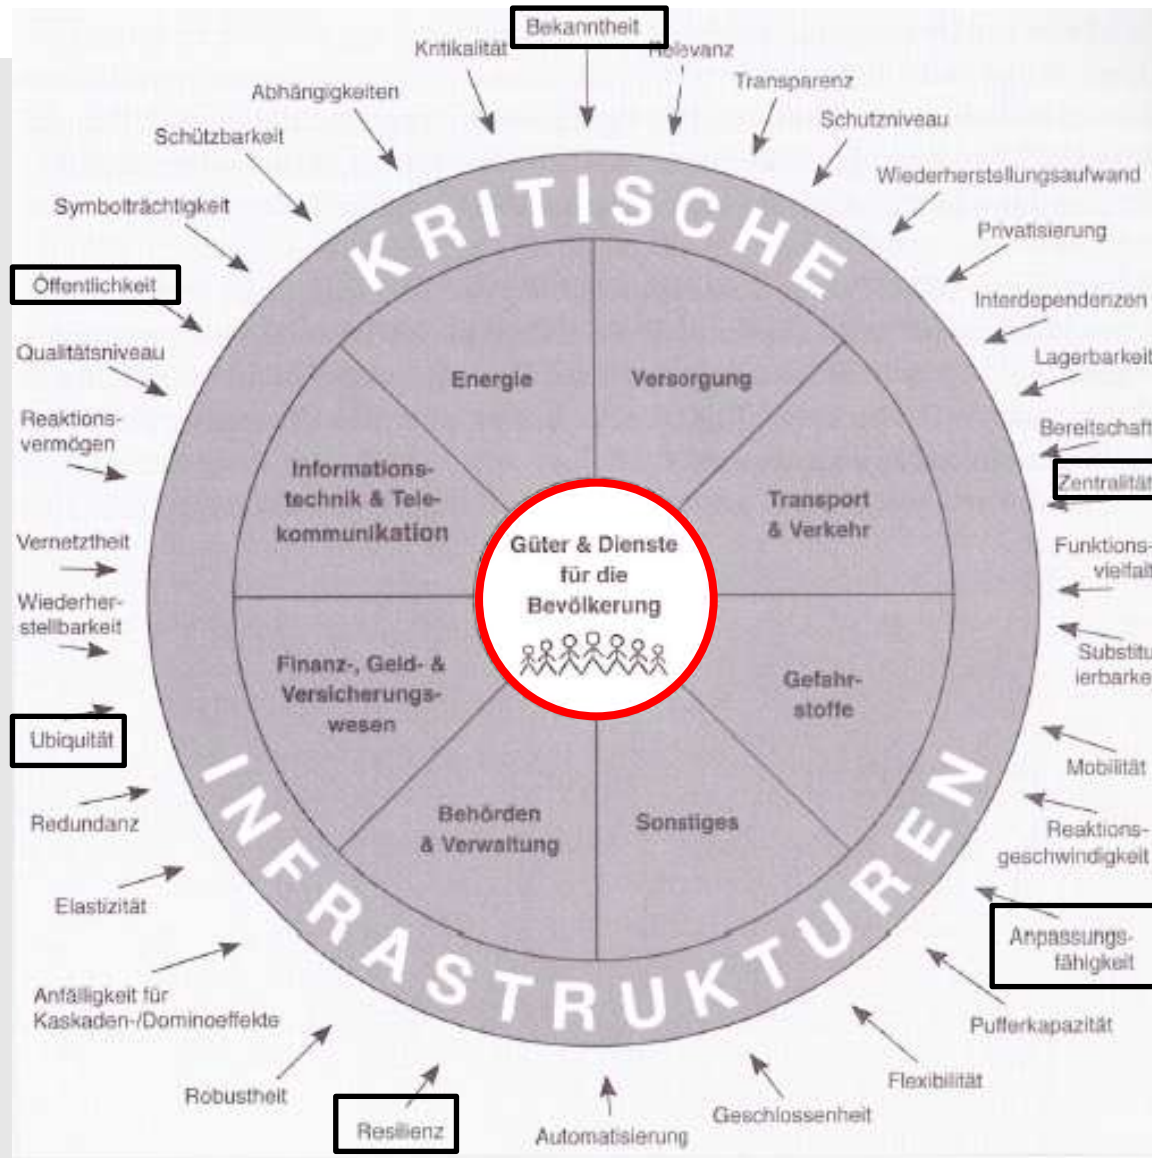 Bekanntheit
Kritikalität
Relevanz
Abhängigkeiten
Transparenz
Schützbarkeit
Schutzniveau
Symbolträchtigkeit
Wiederherstellungsaufwand
Öffentlichkeit
Privatisierung
Qualitätsniveau
Interdependenzen
Reaktions-
vermögen
Lagerbarkeit
Vernetztheit
Bereitschaft
Wiederher-
stellbarkeit
Zentralität
Ubiquität
Funktions-
vielfalt
Redundanz
Substitu
ierbarke
Elastizität
Mobilität
Anfälligkeit für
Kaskaden-/Dominoeffekte
Reaktions-
geschwindigkeit
Robustheit
Anpassungs-
fähigkeit
Resilienz
Pufferkapazität
Automatisierung
Flexibilität
Geschlossenheit
KRITISCHE
INFRASTRUKTUREN
Energie
Versorgung
Informations-
technik & Tele-
kommunikation
Transport
& Verkehr
Güter & Dienste
für die
Bevölkerung
Finanz-, Geld- &
Versicherungs-
wesen
Gefahr-
stoffe
Behörden
& Verwaltung
Sonstiges